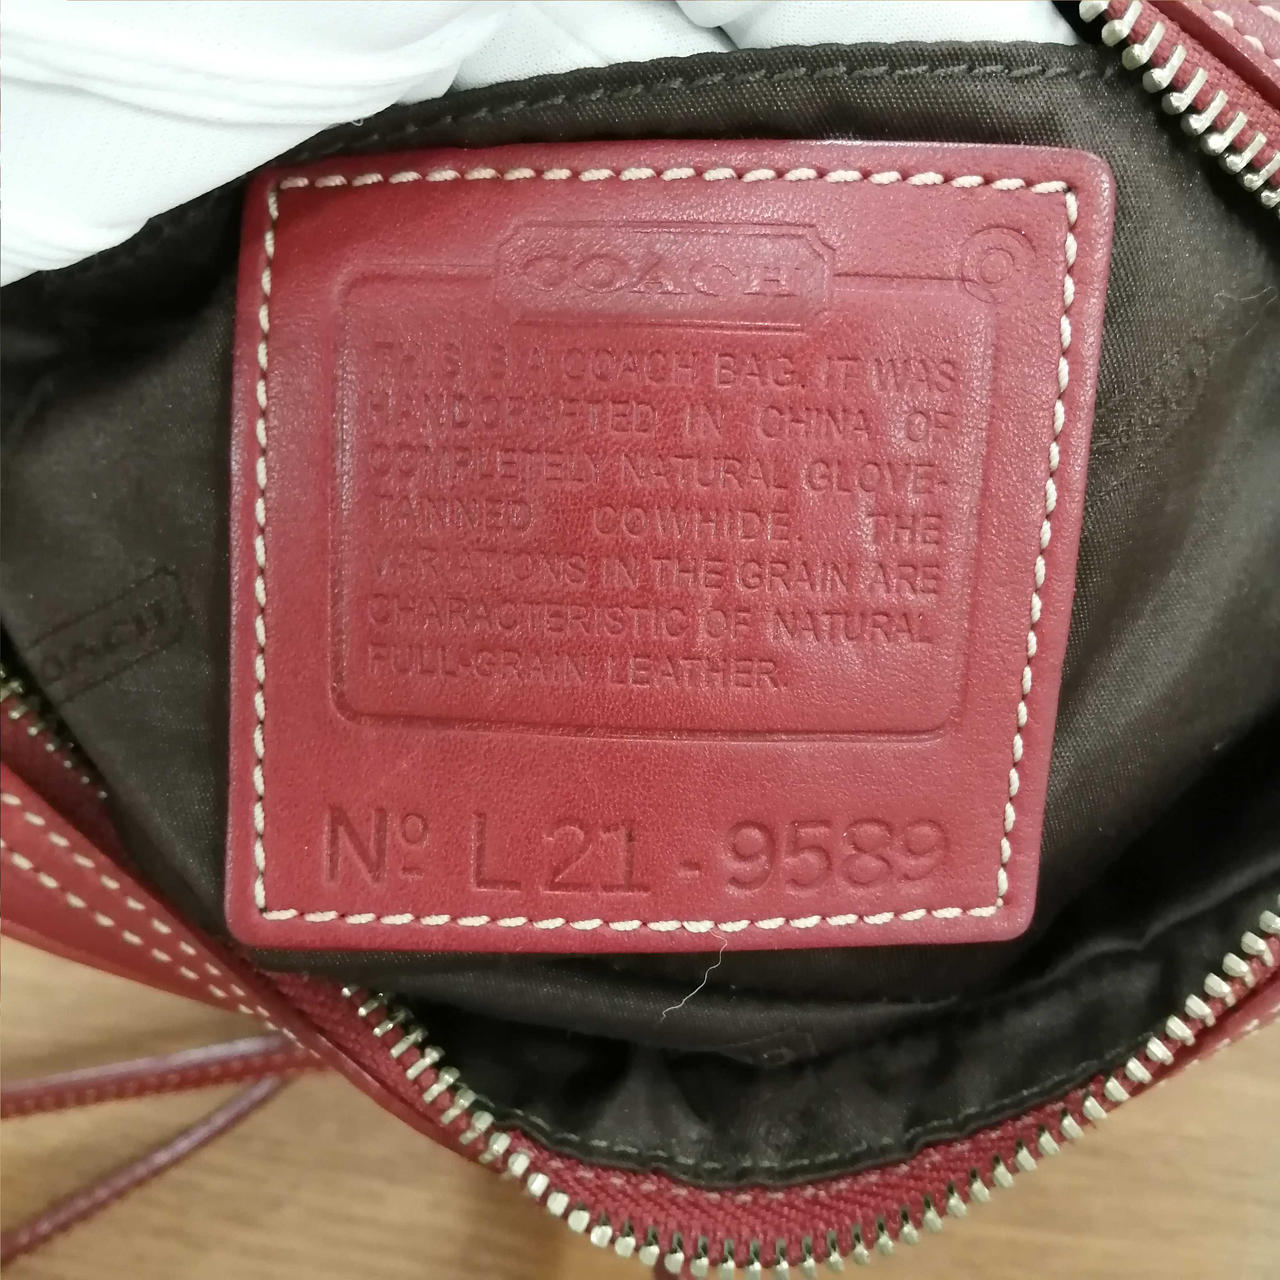 COACH
THIS IS A COACH BAG. IT WAS
HANDCRAFTED IN CHINA OF
COMPLETELY NATURAL GLOVE-
TANNED COWHIDE. THE
VARIATIONS IN THE GRAIN ARE
CHARACTERISTIC OF NATURAL
FULL-GRAIN LEATHER.
Nº L21-9589
COACH